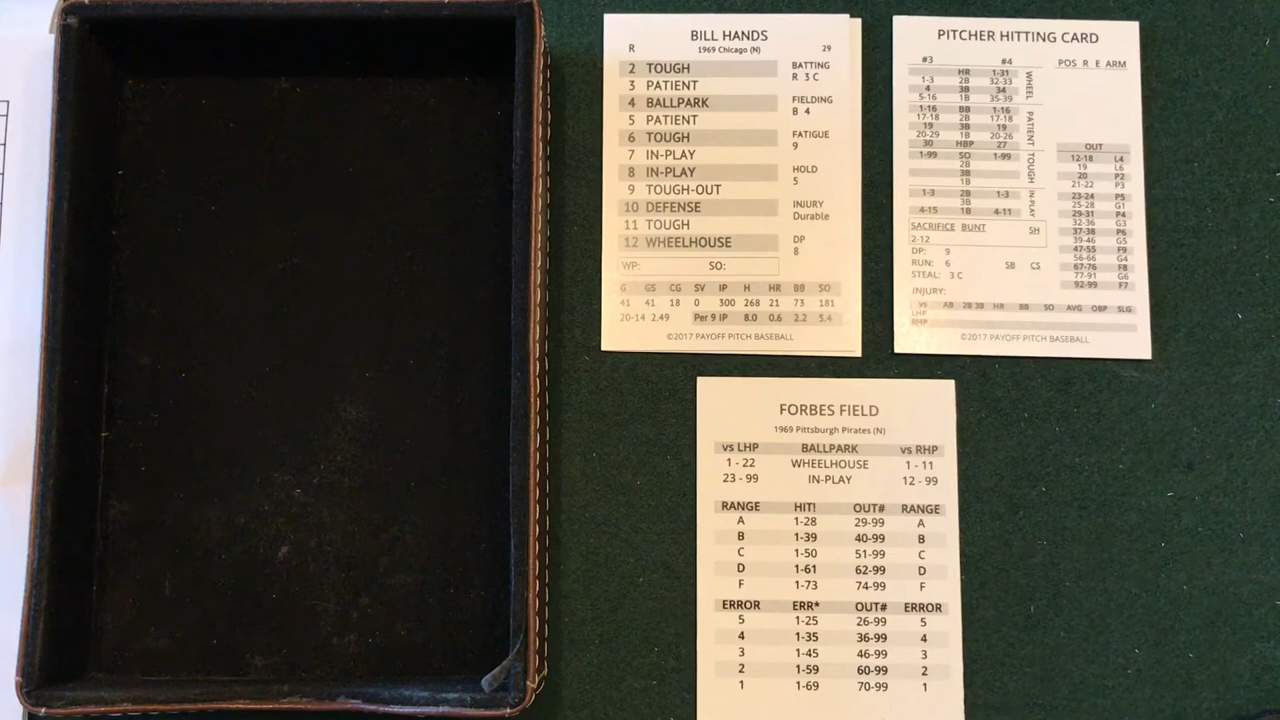 BILL HANDS
R 1969 Chicago (N) 29
2 TOUGH
3 PATIENT
4 BALLPARK
5 PATIENT
6 TOUGH
7 IN-PLAY
8 IN-PLAY
9 TOUGH-OUT
10 DEFENSE
11 TOUGH
12 WHEELHOUSE
BATTING
R 3 C
FIELDING
B 4
FATIGUE
9
HOLD
5
INJURY
Durable
DP
8
WP: SO:
G GS CG SV IP H HR BB SO
41 41 18 0 300 268 21 73 181
20-14 2.49 Per 9 IP 8.0 0.6 2.2 5.4
©2017 PAYOFF PITCH BASEBALL
PITCHER HITTING CARD
#3 #4
HR 1-31
1-3 2B 32-33
4 3B 34
5-16 1B 35-39
WHEEL
1-16 BB 1-16
17-18 2B 17-18
19 3B 19
20-29 1B 20-26
30 HBP 27
PATIENT
1-99 SO 1-99
2B
3B
1B
TOUGH
1-3 2B 1-3
3B
4-15 1B 4-11
IN-PLAY
SACRIFICE BUNT SH
2-12
DP: 9
RUN: 6 SB CS
STEAL: 3 C
INJURY:
POS R E ARM
OUT
12-18 L4
19 L6
20 P2
21-22 P3
23-24 P5
25-28 G1
29-31 P4
32-36 G3
37-38 P6
39-46 G5
47-55 F9
56-66 G4
67-76 F8
77-91 G6
92-99 F7
vs AB 2B 3B HR BB SO AVG OBP SLG
LHP
RHP
©2017 PAYOFF PITCH BASEBALL
FORBES FIELD
1969 Pittsburgh Pirates (N)
vs LHP BALLPARK vs RHP
1 - 22 WHEELHOUSE 1 - 11
23 - 99 IN-PLAY 12 - 99
RANGE HIT! OUT# RANGE
A 1-28 29-99 A
B 1-39 40-99 B
C 1-50 51-99 C
D 1-61 62-99 D
F 1-73 74-99 F
ERROR ERR* OUT# ERROR
5 1-25 26-99 5
4 1-35 36-99 4
3 1-45 46-99 3
2 1-59 60-99 2
1 1-69 70-99 1